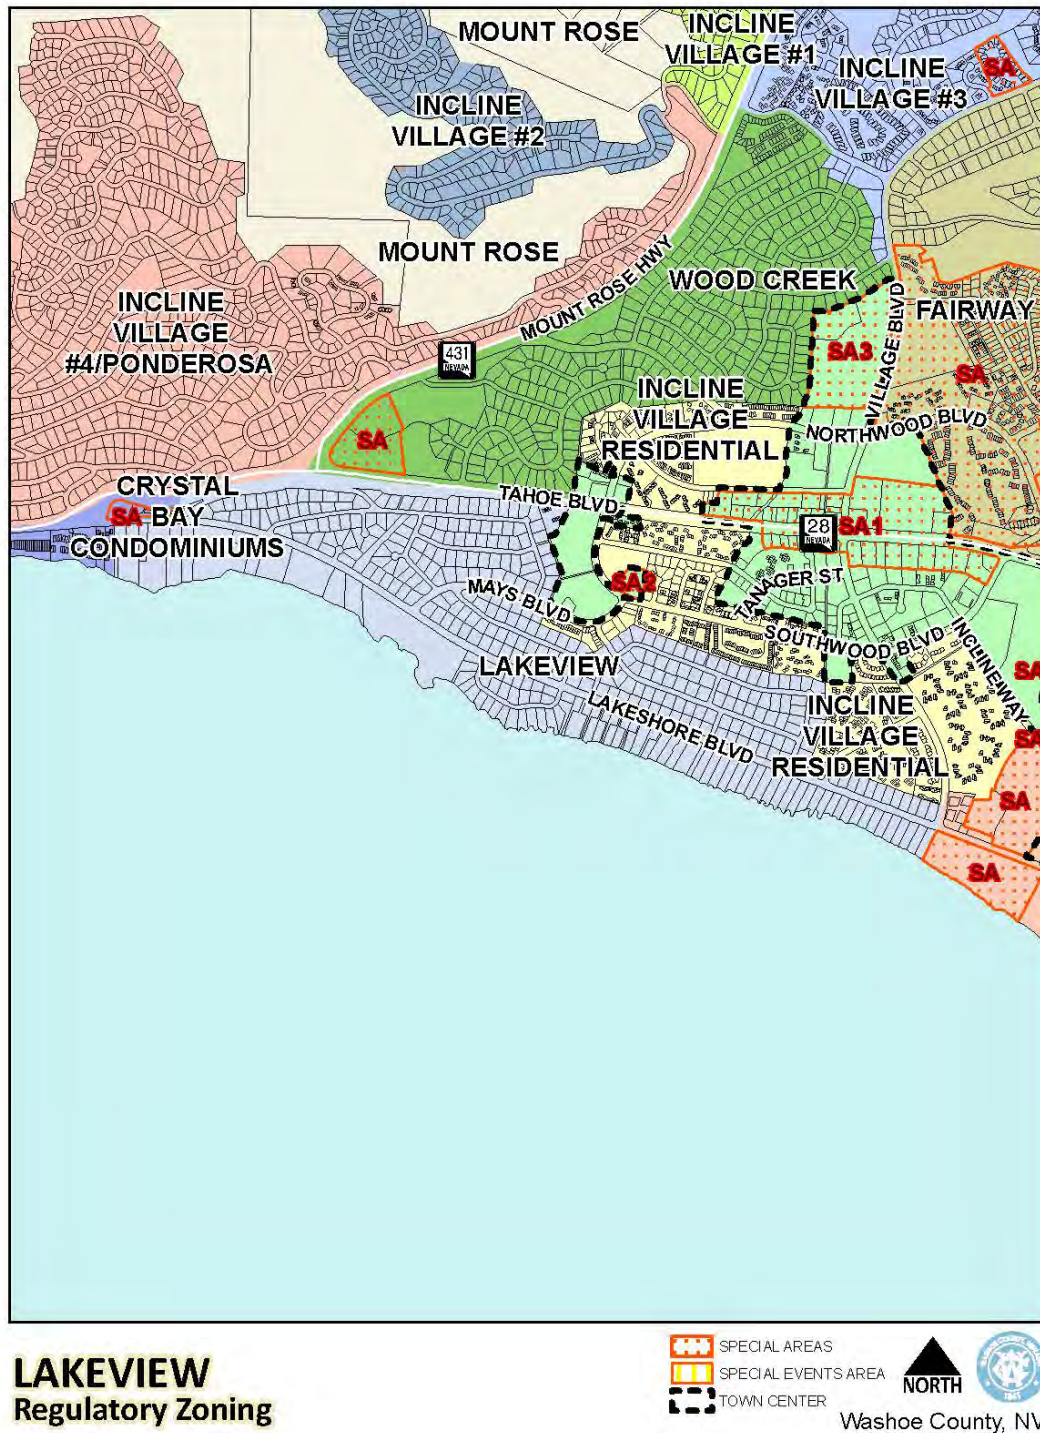 MOUNT ROSE
INCLINE
VILLAGE #1
INCLINE
VILLAGE #3
SA
INCLINE
VILLAGE #2
MOUNT ROSE
MOUNT ROSE HWY
WOOD CREEK
INCLINE
VILLAGE
#4/PONDEROSA
431
NEVADA
VILLAGE BLVD
FAIRWAY
SA3
SA
INCLINE
VILLAGE
RESIDENTIAL
NORTHWOOD BLVD
SA
CRYSTAL
SA BAY
CONDOMINIUMS
TAHOE BLVD
28
NEVADA
SA1
SA2
MAYS BLVD
TANAGER ST
SOUTHWOOD BLVD
INCLINE WAY
LAKEVIEW
LAKESHORE BLVD
SA
INCLINE
VILLAGE
RESIDENTIAL
SA
SA
SA
LAKEVIEW
Regulatory Zoning
SPECIAL AREAS
SPECIAL EVENTS AREA
TOWN CENTER
NORTH
Washoe County, NV